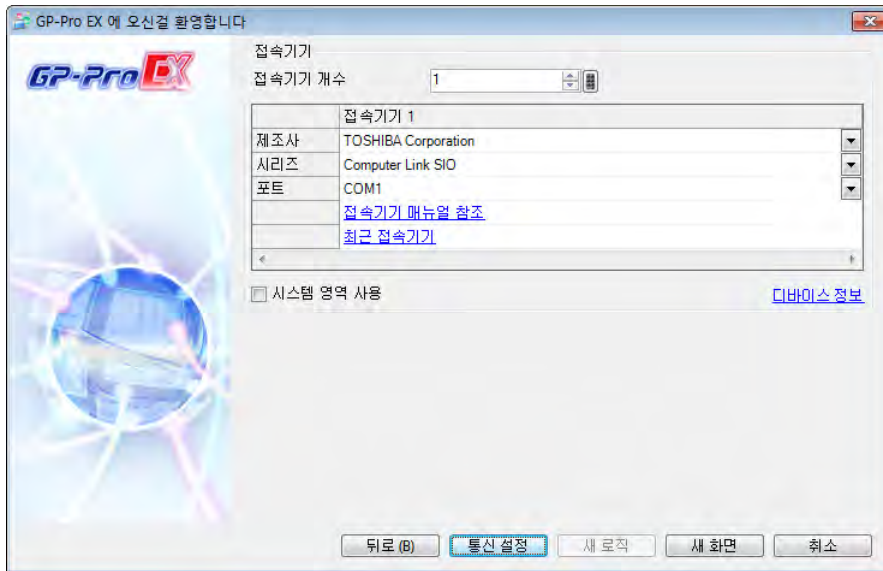 GP-Pro EX 에 오신걸 환영합니다
GP-Pro EX
접속기기
접속기기 개수 1
접속기기 1
제조사 TOSHIBA Corporation
시리즈 Computer Link SIO
포트 COM1
접속기기 매뉴얼 참조
최근 접속기기
시스템 영역 사용 디바이스 정보
뒤로 (B) 통신 설정 새 로직 새 화면 취소